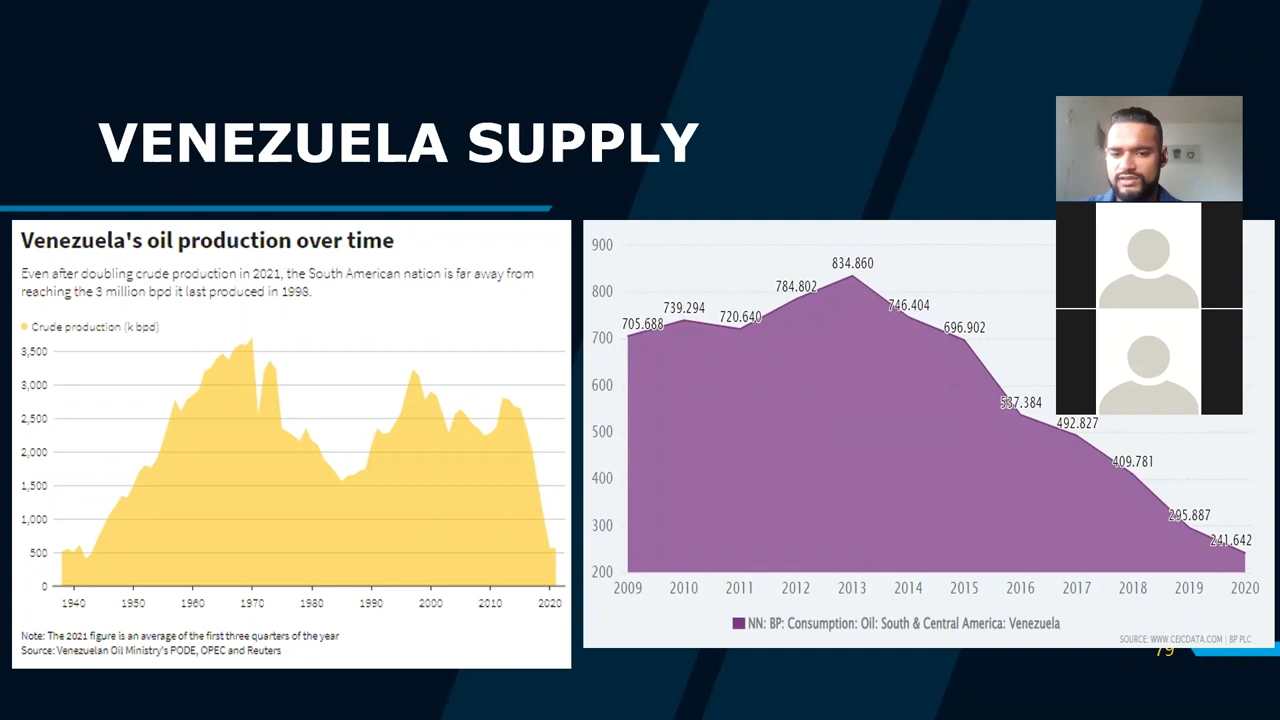 VENEZUELA SUPPLY
Venezuela's oil production over time
Even after doubling crude production in 2021, the South American nation is far away from
reaching the 3 million bpd it last produced in 1998.
Crude production (k bpd)
3,500
3,000
2,500
2,000
1,500
1,000
500
0
1940 1950 1960 1970 1980 1990 2000 2010 2020
Note: The 2021 figure is an average of the first three quarters of the year
Source: Venezuelan Oil Ministry's PODE, OPEC and Reuters
900
800
700
600
500
400
300
200
705.688
739.294
720.640
784.802
834.860
746.404
696.902
537.384
492.827
409.781
295.887
241.642
2009 2010 2011 2012 2013 2014 2015 2016 2017 2018 2019 2020
NN: BP: Consumption: Oil: South & Central America: Venezuela
SOURCE: WWW.CEICDATA.COM | BP PLC
79